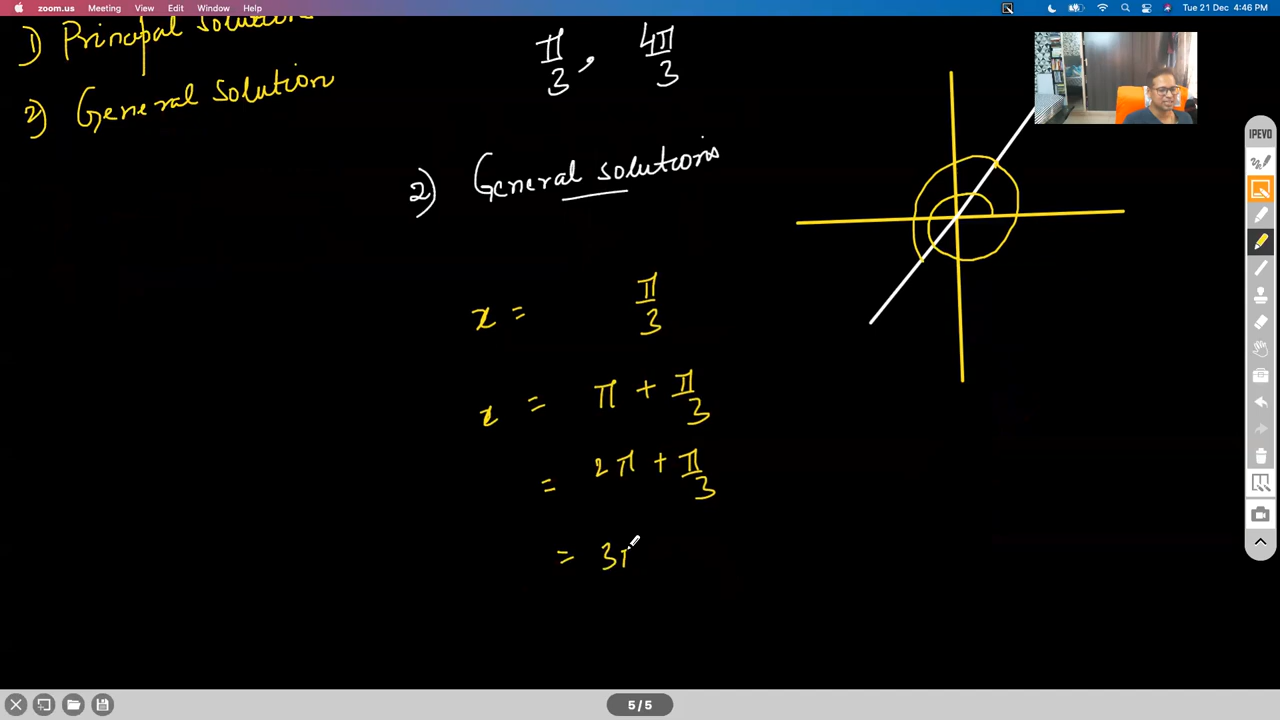 zoom.us Meeting View Edit Window Help Tue 21 Dec 4:46 PM
1) Principal solution
2) General solution
π/3, 4π/3
2) General solutions
x = π/3
x = π + π/3
= 2π + π/3
= 3π
IPEVO
5/5